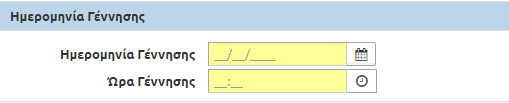 Ημερομηνία Γέννησης
Ημερομηνία Γέννησης __/__/____
Ώρα Γέννησης __:__